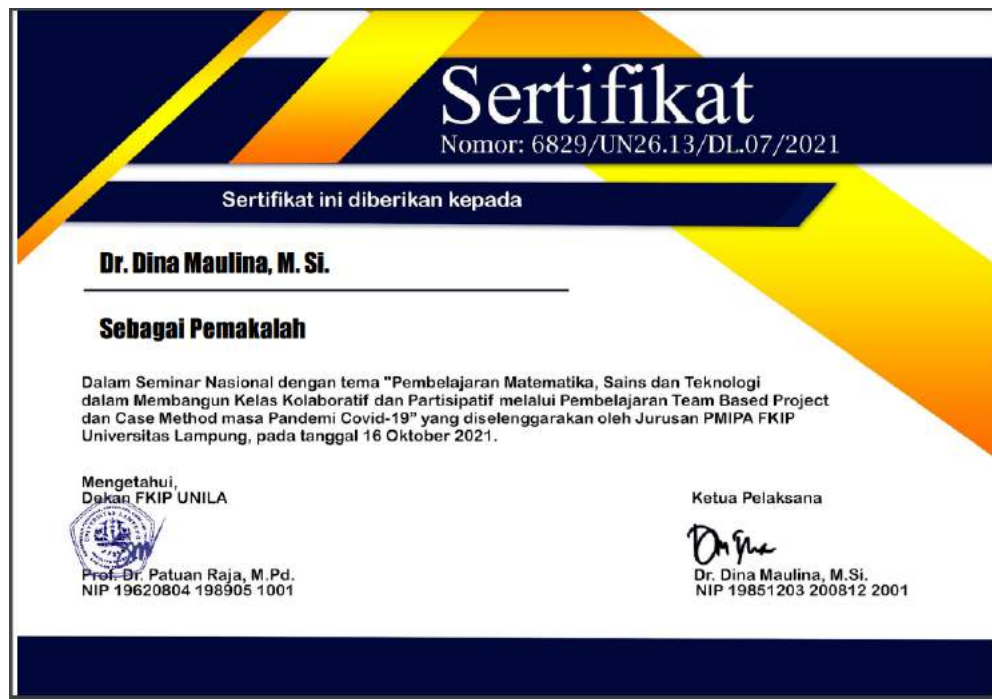 Sertifikat
Nomor: 6829/UN26.13/DL.07/2021
Sertifikat ini diberikan kepada
Dr. Dina Maulina, M. Si.
Sebagai Pemakalah
Dalam Seminar Nasional dengan tema "Pembelajaran Matematika, Sains dan Teknologi
dalam Membangun Kelas Kolaboratif dan Partisipatif melalui Pembelajaran Team Based Project
dan Case Method masa Pandemi Covid-19” yang diselenggarakan oleh Jurusan PMIPA FKIP
Universitas Lampung, pada tanggal 16 Oktober 2021.
Mengetahui,
Dekan FKIP UNILA
Prof. Dr. Patuan Raja, M.Pd.
NIP 19620804 198905 1001
Ketua Pelaksana
Dr. Dina Maulina, M.Si.
NIP 19851203 200812 2001